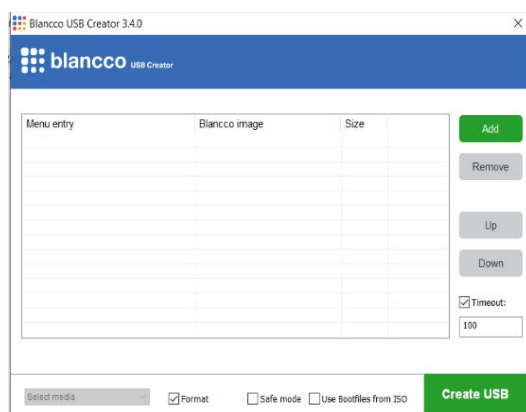 Blancco USB Creator 3.4.0
blancco USB Creator
Menu entry Blancco image Size
Add
Remove
Up
Down
Timeout:
100
Select media Format Safe mode Use Bootfiles from ISO Create USB